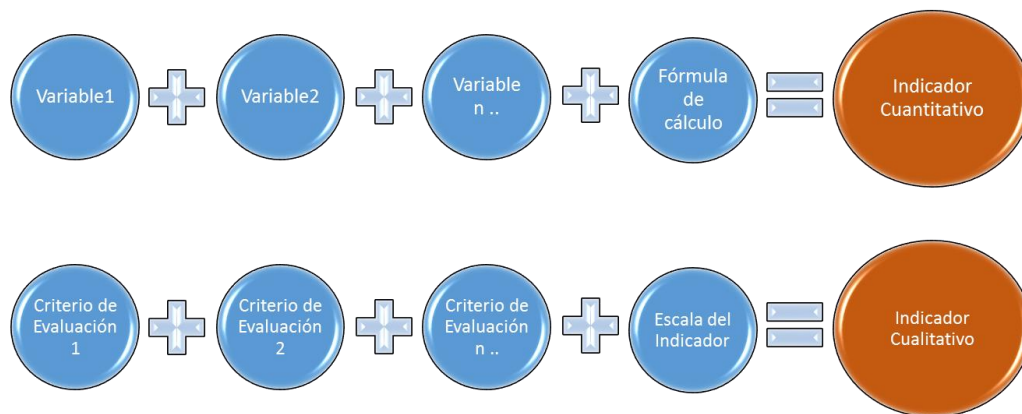 Variable1
Variable2
Variable
n ..
Fórmula
de
cálculo
Indicador
Cuantitativo
Criterio de
Evaluación
1
Criterio de
Evaluación
2
Criterio de
Evaluación
n ..
Escala del
Indicador
Indicador
Cualitativo